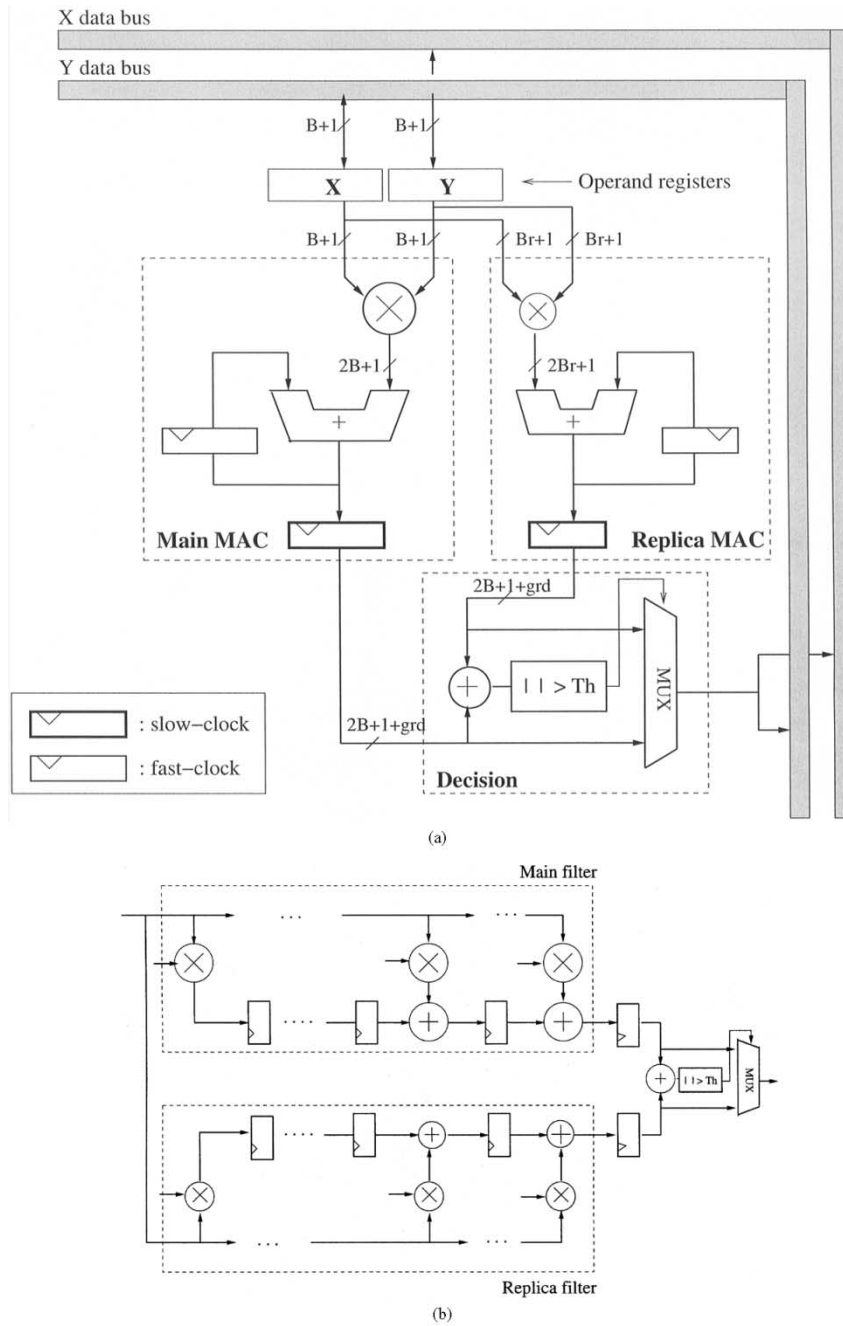 X data bus
Y data bus
B+1 B+1
X Y Operand registers
B+1 B+1 Br+1 Br+1
2B+1 2Br+1
+ +
Main MAC Replica MAC
2B+1+grd
+ | | > Th MUX
: slow-clock
2B+1+grd
: fast-clock
Decision
(a)
Main filter
...
...
.... ....
+ +
+ | | > Th MUX
.... ....
+ +
...
...
Replica filter
(b)